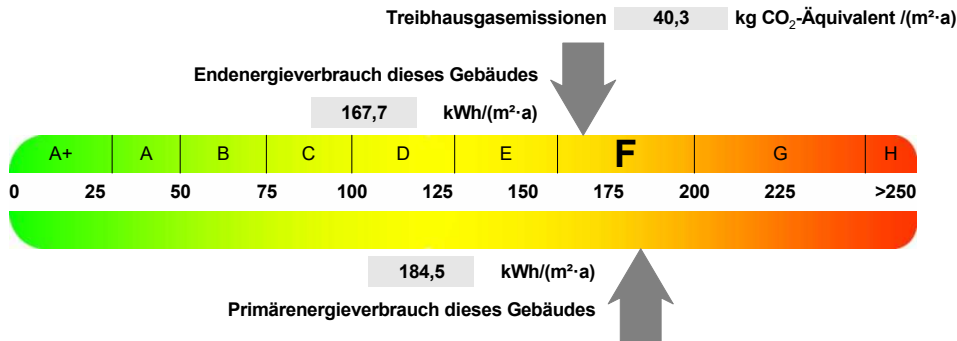 Treibhausgasemissionen 40,3 kg CO₂-Äquivalent /(m²·a)
Endenergieverbrauch dieses Gebäudes
167,7 kWh/(m²·a)
A+ A B C D E F G H
0 25 50 75 100 125 150 175 200 225 >250
184,5 kWh/(m²·a)
Primärenergieverbrauch dieses Gebäudes